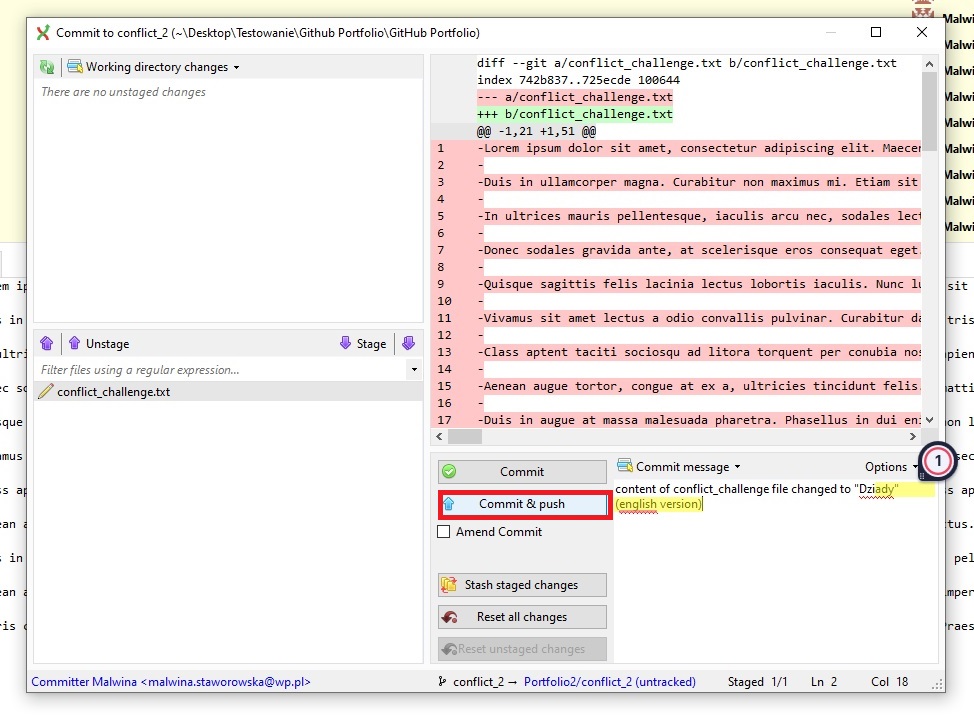 Commit to conflict_2 (~\Desktop\Testowanie\Github Portfolio\GitHub Portfolio)
Working directory changes
There are no unstaged changes
Unstage
Stage
Filter files using a regular expression...
conflict_challenge.txt
diff --git a/conflict_challenge.txt b/conflict_challenge.txt
index 742b837..725ecde 100644
--- a/conflict_challenge.txt
+++ b/conflict_challenge.txt
@@ -1,21 +1,51 @@
1 -Lorem ipsum dolor sit amet, consectetur adipiscing elit. Maecen
2 -
3 -Duis in ullamcorper magna. Curabitur non maximus mi. Etiam sit
4 -
5 -In ultrices mauris pellentesque, iaculis arcu nec, sodales lect
6 -
7 -Donec sodales gravida ante, at scelerisque eros consequat eget.
8 -
9 -Quisque sagittis felis lacinia lectus lobortis iaculis. Nunc lu
10 -
11 -Vivamus sit amet lectus a odio convallis pulvinar. Curabitur da
12 -
13 -Class aptent taciti sociosqu ad litora torquent per conubia nos
14 -
15 -Aenean augue tortor, congue at ex a, ultricies tincidunt felis.
16 -
17 -Duis in augue at massa malesuada pharetra. Phasellus in dui eni
Commit
Commit & push
Amend Commit
Stash staged changes
Reset all changes
Reset unstaged changes
Commit message
Options
1
content of conflict_challenge file changed to "Dziady"
(english version)
Committer Malwina <malwina.staworowska@wp.pl>
conflict_2 → Portfolio2/conflict_2 (untracked)
Staged 1/1
Ln 2
Col 18
Malwi
Malwi
Malwi
Malwi
Malwi
Malwi
Malwi
Malwi
Malwi